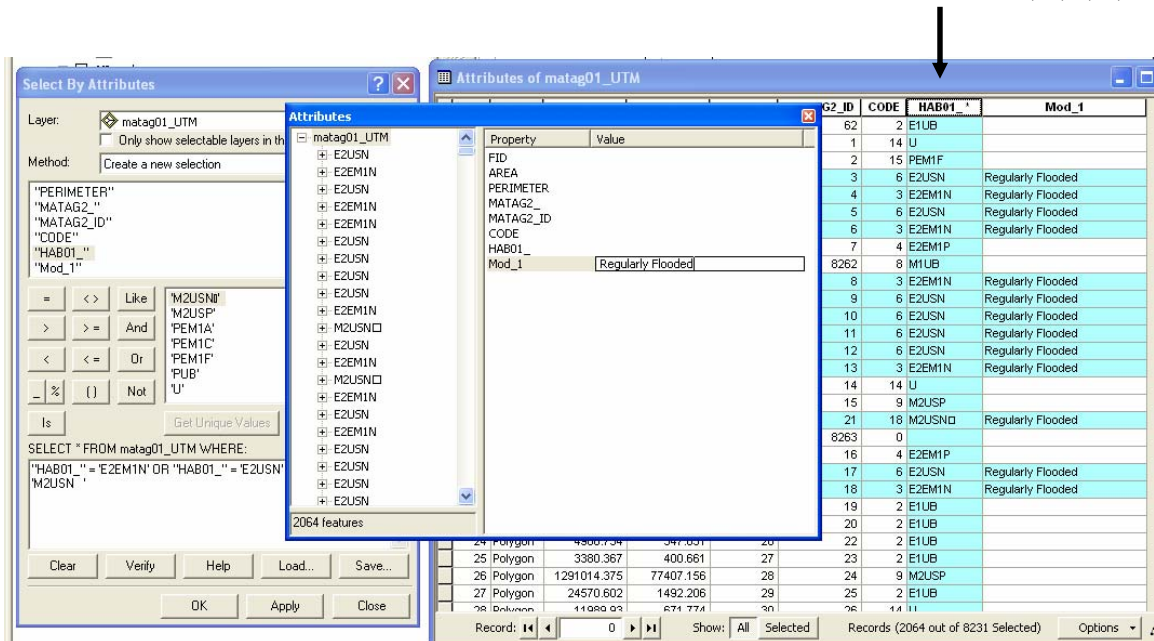 Select By Attributes
Layer: matag01_UTM
Only show selectable layers in th
Method: Create a new selection
"PERIMETER"
"MATAG2_"
"MATAG2_ID"
"CODE"
"HAB01_"
"Mod_1"
= <> Like
> >= And
< <= Or
_ % () Not
Is
'M2USN▯'
'M2USP'
'PEM1A'
'PEM1C'
'PEM1F'
'PUB'
'U'
Get Unique Values
SELECT * FROM matag01_UTM WHERE:
"HAB01_" = 'E2EM1N' OR "HAB01_" = 'E2USN'
'M2USN '
Clear Verify Help Load... Save...
OK Apply Close
Attributes
matag01_UTM
E2USN
E2EM1N
E2USN
E2EM1N
E2EM1N
E2USN
E2USN
E2USN
E2USN
E2EM1N
M2USN□
E2USN
E2EM1N
M2USN□
E2EM1N
E2USN
E2EM1N
E2USN
E2USN
E2USN
E2USN
2064 features
Property Value
FID
AREA
PERIMETER
MATAG2_
MATAG2_ID
CODE
HAB01_
Mod_1 Regularly Flooded
Attributes of matag01_UTM
G2_ID CODE HAB01_* Mod_1
62 2 E1UB
1 14 U
2 15 PEM1F
3 6 E2USN Regularly Flooded
4 3 E2EM1N Regularly Flooded
5 6 E2USN Regularly Flooded
6 3 E2EM1N Regularly Flooded
7 4 E2EM1P
8262 8 M1UB
8 3 E2EM1N Regularly Flooded
9 6 E2USN Regularly Flooded
10 6 E2USN Regularly Flooded
11 6 E2USN Regularly Flooded
12 6 E2USN Regularly Flooded
13 3 E2EM1N Regularly Flooded
14 14 U
15 9 M2USP
21 18 M2USN□ Regularly Flooded
8263 0
16 4 E2EM1P
17 6 E2USN Regularly Flooded
18 3 E2EM1N Regularly Flooded
19 2 E1UB
20 2 E1UB
22 2 E1UB
25 Polygon 3380.367 400.661 27 23 2 E1UB
26 Polygon 1291014.375 77407.156 28 24 9 M2USP
27 Polygon 24570.602 1492.206 29 25 2 E1UB
28 Polygon 11989.93 671.774 30 26 14 U
Record: 0 Show: All Selected Records (2064 out of 8231 Selected) Options